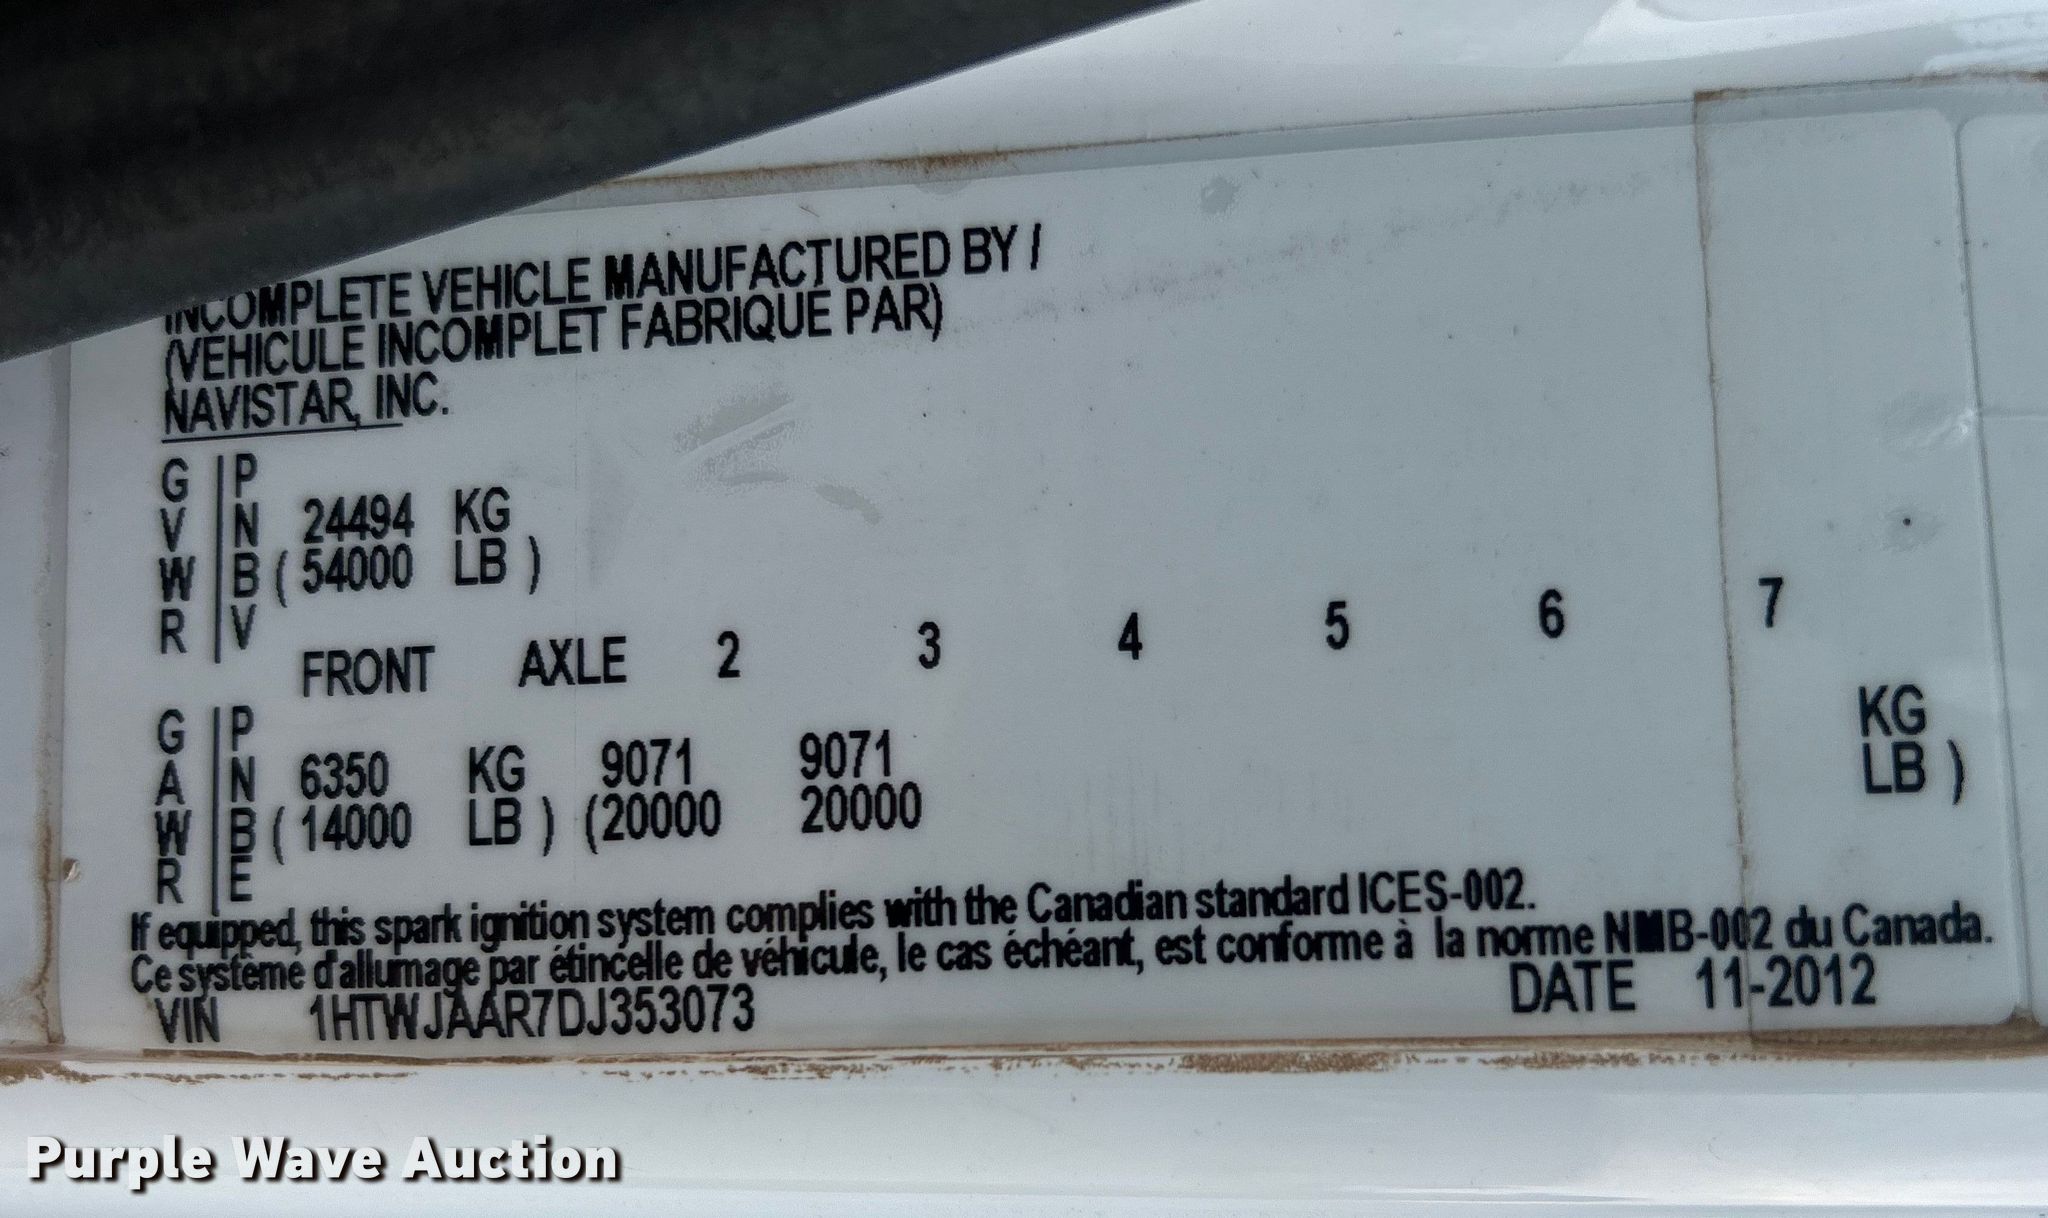 INCOMPLETE VEHICLE MANUFACTURED BY /
(VEHICULE INCOMPLET FABRIQUÉ PAR)
NAVISTAR, INC.
G P
V N 24494 KG
W B ( 54000 LB )
R V
FRONT AXLE 2 3 4 5 6 7
G P
A N 6350 KG 9071 9071 KG
W B ( 14000 LB ) (20000 20000 LB )
R E
If equipped, this spark ignition system complies with the Canadian standard ICES-002.
Ce système d'allumage par étincelle de véhicule, le cas échéant, est conforme à la norme NMB-002 du Canada.
DATE 11-2012
VIN 1HTWJAAR7DJ353073
Purple Wave Auction